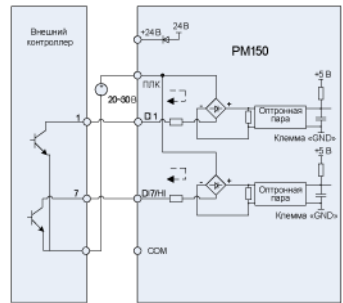 Внешний контроллер
+24В
24В
PM150
ПЛК
20~30В
+5 В
1
DI 1
-
+
Оптронная пара
Клемма «GND»
+5 В
7
DI7/HI
-
+
Оптронная пара
Клемма «GND»
COM